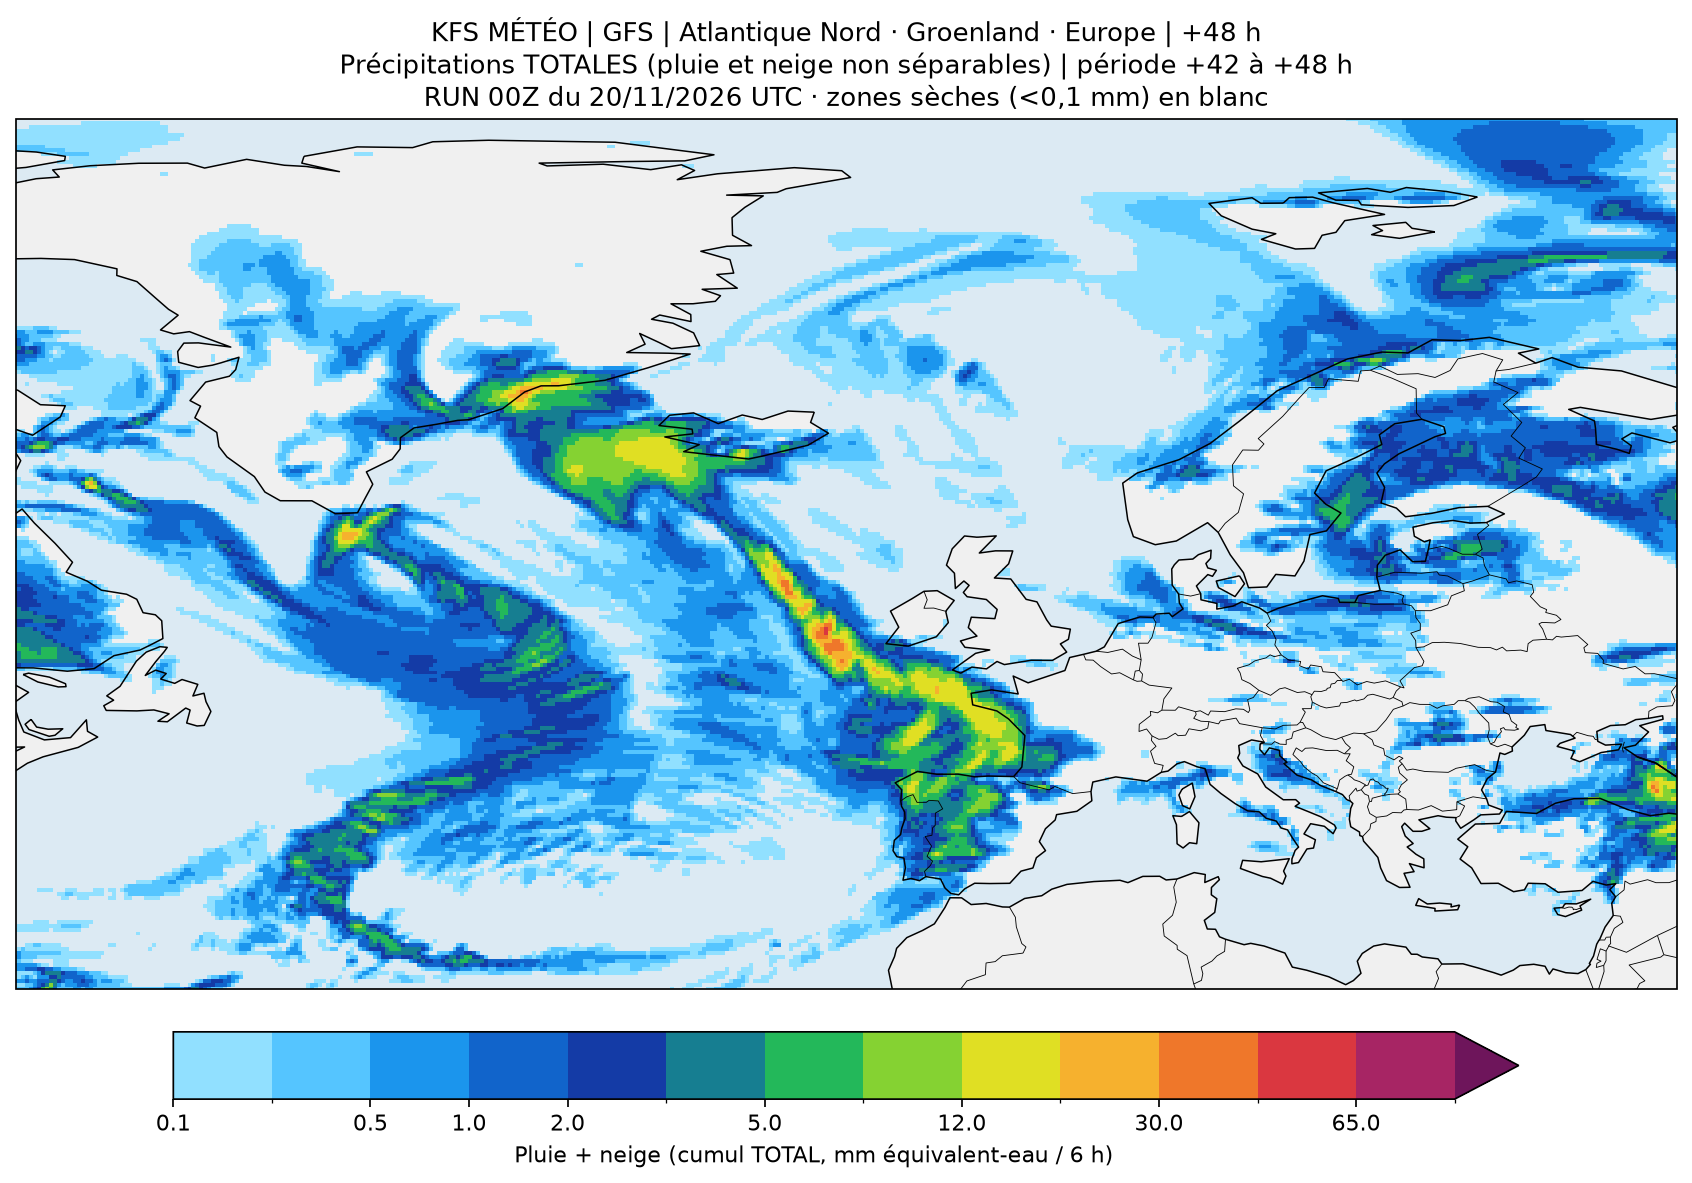 KFS MÉTÉO | GFS | Atlantique Nord · Groenland · Europe | +48 h
Précipitations TOTALES (pluie et neige non séparables) | période +42 à +48 h
RUN 00Z du 20/11/2026 UTC · zones sèches (<0,1 mm) en blanc
0.1 0.5 1.0 2.0 5.0 12.0 30.0 65.0
Pluie + neige (cumul TOTAL, mm équivalent-eau / 6 h)